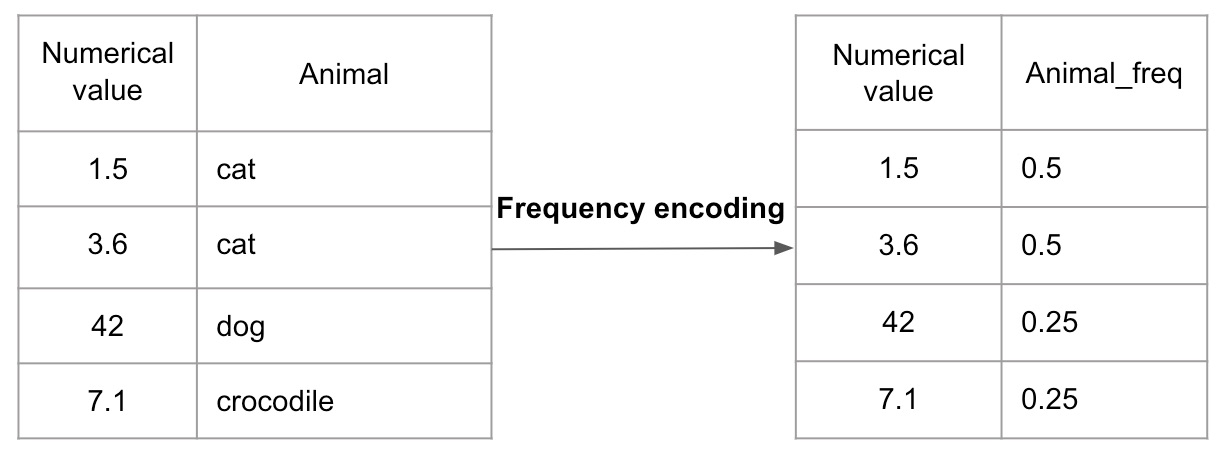 Numerical
value
Animal
1.5
cat
3.6
cat
42
dog
7.1
crocodile
Frequency encoding
Numerical
value
Animal_freq
1.5
0.5
3.6
0.5
42
0.25
7.1
0.25